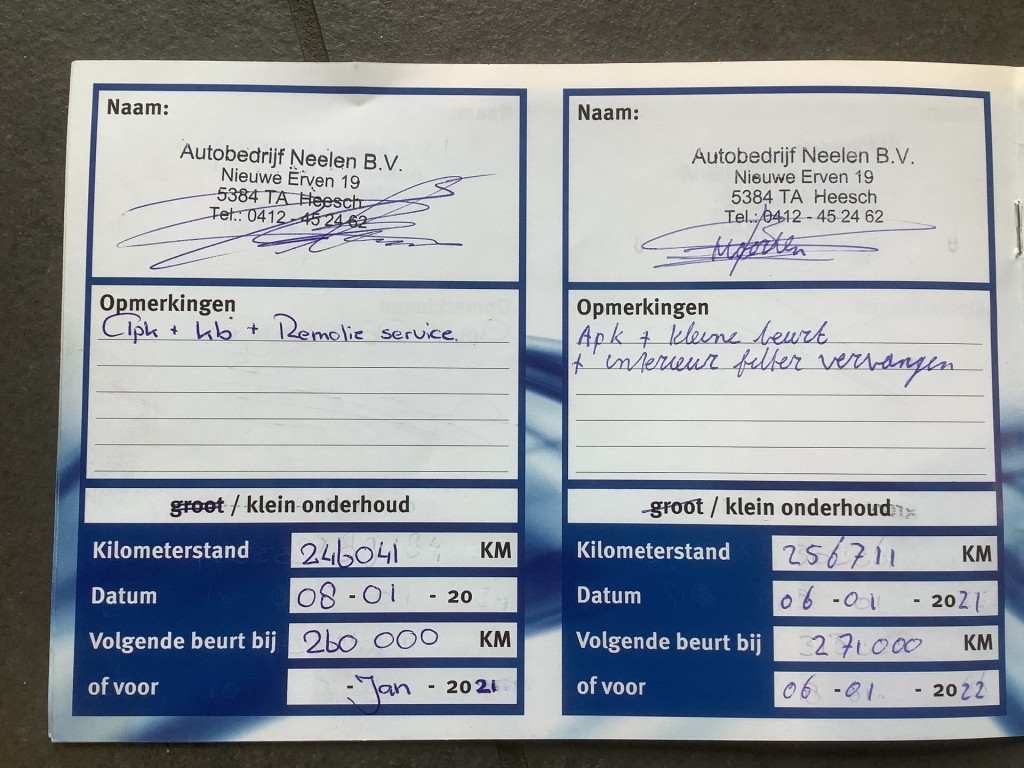 Naam:
Autobedrijf Neelen B.V.
Nieuwe Erven 19
5384 TA Heesch
Tel.: 0412 - 45 24 62
Opmerkingen
Apk + kb + Remolie service.
groot / klein onderhoud
Kilometerstand 246041 KM
Datum 08 - 01 - 20
Volgende beurt bij 260 000 KM
of voor - Jan - 2021
Naam:
Autobedrijf Neelen B.V.
Nieuwe Erven 19
5384 TA Heesch
Tel.: 0412 - 45 24 62
Opmerkingen
Apk + kleine beurt
+ interieur filter vervangen
groot / klein onderhoud
Kilometerstand 256711 KM
Datum 06 - 01 - 2021
Volgende beurt bij 271.000 KM
of voor 06 - 01 - 2022